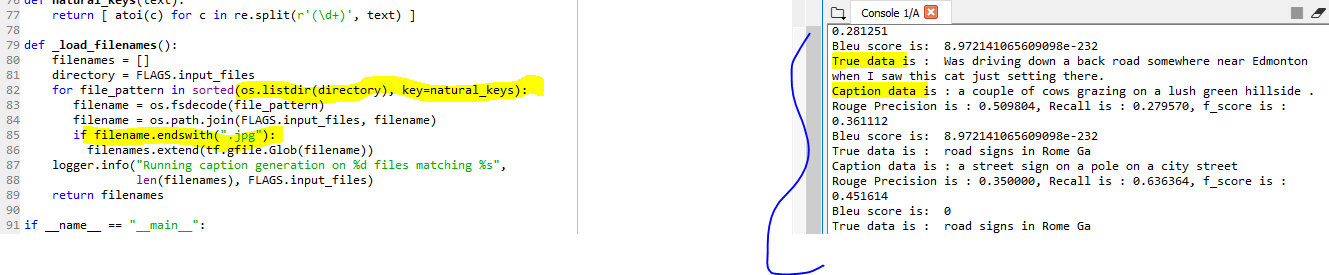 76 def natural_keys(text):
77 return [ atoi(c) for c in re.split(r'(\d+)', text) ]
78
79 def _load_filenames():
80 filenames = []
81 directory = FLAGS.input_files
82 for file_pattern in sorted(os.listdir(directory), key=natural_keys):
83 filename = os.fsdecode(file_pattern)
84 filename = os.path.join(FLAGS.input_files, filename)
85 if filename.endswith(".jpg"):
86 filenames.extend(tf.gfile.Glob(filename))
87 logger.info("Running caption generation on %d files matching %s",
88 len(filenames), FLAGS.input_files)
89 return filenames
90
91 if __name__ == "__main__":
Console 1/A
0.281251
Bleu score is: 8.972141065609098e-232
True data is : Was driving down a back road somewhere near Edmonton
when I saw this cat just setting there.
Caption data is : a couple of cows grazing on a lush green hillside .
Rouge Precision is : 0.509804, Recall is : 0.279570, f_score is :
0.361112
Bleu score is: 8.972141065609098e-232
True data is : road signs in Rome Ga
Caption data is : a street sign on a pole on a city street
Rouge Precision is : 0.350000, Recall is : 0.636364, f_score is :
0.451614
Bleu score is: 0
True data is : road signs in Rome Ga